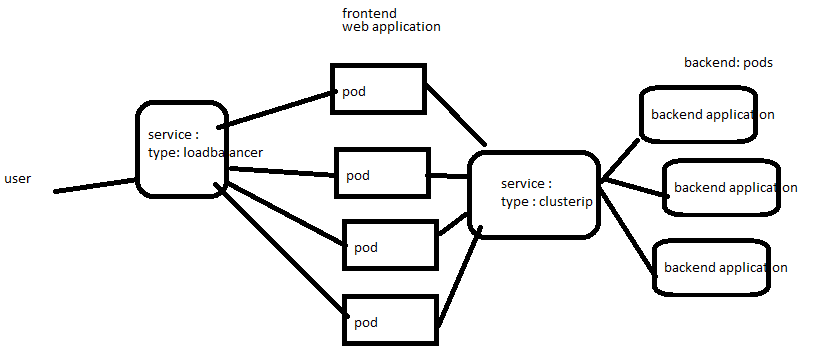 frontend
web application
backend: pods
pod
backend application
service :
type: loadbalancer
user
pod
service :
type : clusterip
backend application
pod
backend application
pod